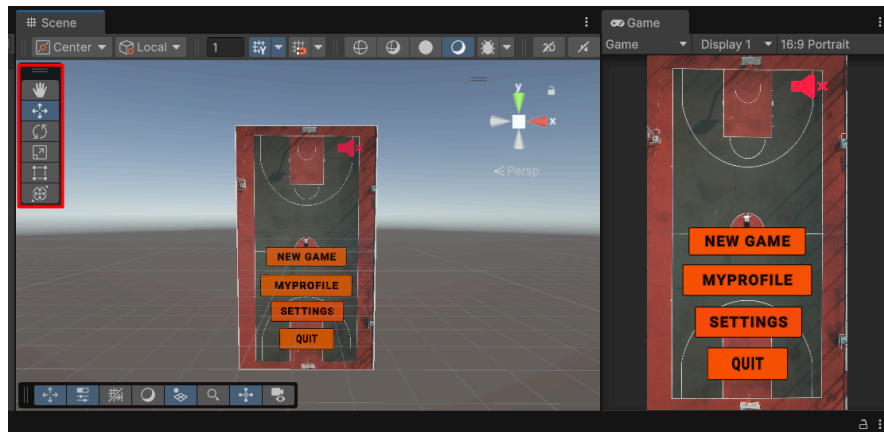 Scene
Game
Center
Local
1
Game
Display 1
16:9 Portrait
y
x
Persp
NEW GAME
MYPROFILE
SETTINGS
QUIT
NEW GAME
MYPROFILE
SETTINGS
QUIT